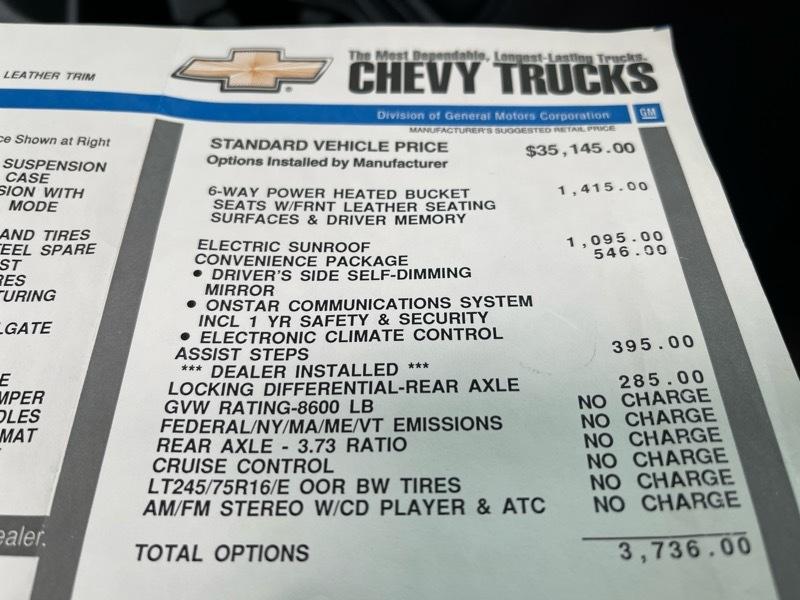 LEATHER TRIM
The Most Dependable, Longest-Lasting Trucks.
CHEVY TRUCKS
Division of General Motors Corporation GM
MANUFACTURER'S SUGGESTED RETAIL PRICE
ce Shown at Right
SUSPENSION
CASE
SION WITH
MODE
AND TIRES
EEL SPARE
ST
RES
TURING
LGATE
E
MPER
OLES
MAT
ealer.
STANDARD VEHICLE PRICE $35,145.00
Options Installed by Manufacturer
6-WAY POWER HEATED BUCKET 1,415.00
SEATS W/FRNT LEATHER SEATING
SURFACES & DRIVER MEMORY
ELECTRIC SUNROOF 1,095.00
CONVENIENCE PACKAGE 546.00
• DRIVER'S SIDE SELF-DIMMING
MIRROR
• ONSTAR COMMUNICATIONS SYSTEM
INCL 1 YR SAFETY & SECURITY
• ELECTRONIC CLIMATE CONTROL
ASSIST STEPS 395.00
*** DEALER INSTALLED ***
LOCKING DIFFERENTIAL-REAR AXLE 285.00
GVW RATING-8600 LB NO CHARGE
FEDERAL/NY/MA/ME/VT EMISSIONS NO CHARGE
REAR AXLE - 3.73 RATIO NO CHARGE
CRUISE CONTROL NO CHARGE
LT245/75R16/E OOR BW TIRES NO CHARGE
AM/FM STEREO W/CD PLAYER & ATC NO CHARGE
TOTAL OPTIONS 3,736.00